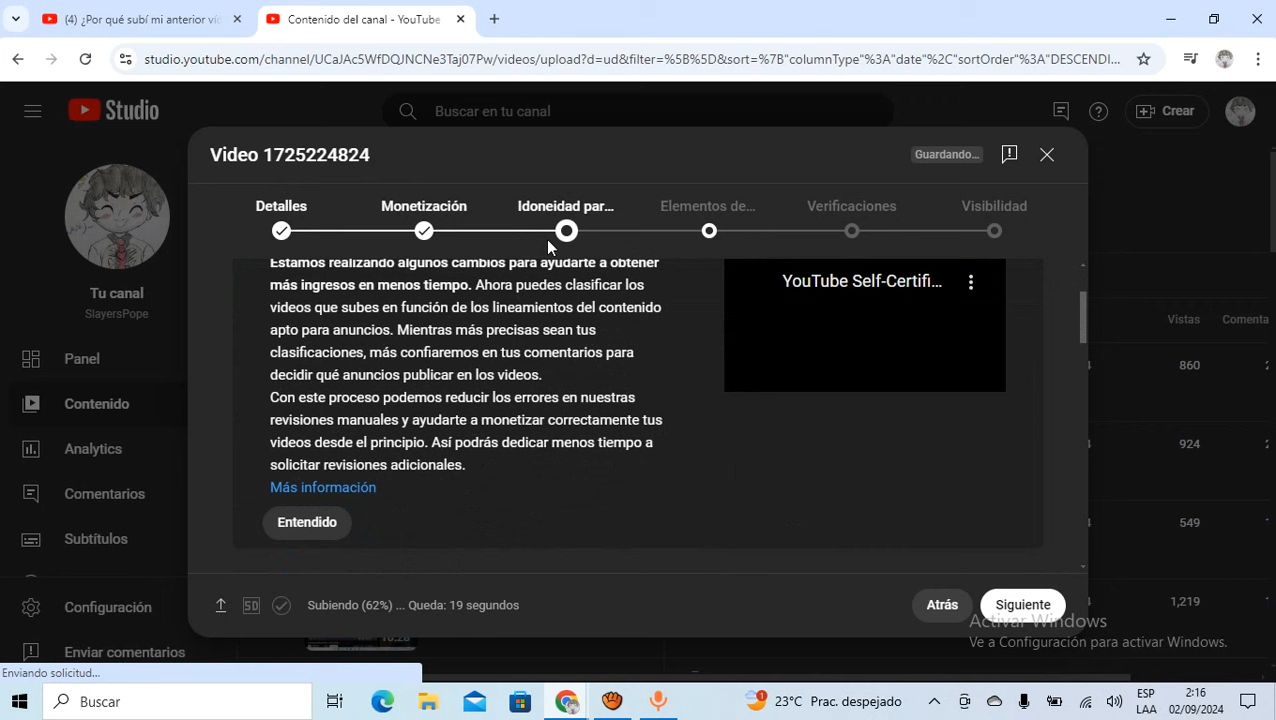 (4) ¿Por qué subí mi anterior víc
Contenido del canal - YouTube
studio.youtube.com/channel/UCaJAc5WfDQJNCNe3Taj07Pw/videos/upload?d=ud&filter=%5B%5D&sort=%7B"columnType"%3A"date"%2C"sortOrder"%3A"DESCENDI...
Studio
Buscar en tu canal
Crear
Video 1725224824
Guardando...
Detalles
Monetización
Idoneidad par...
Elementos de...
Verificaciones
Visibilidad
Tu canal
SlayersPope
Panel
Contenido
Analytics
Comentarios
Subtítulos
Configuración
Enviar comentarios
Estamos realizando algunos cambios para ayudarte a obtener
más ingresos en menos tiempo. Ahora puedes clasificar los
videos que subes en función de los lineamientos del contenido
apto para anuncios. Mientras más precisas sean tus
clasificaciones, más confiaremos en tus comentarios para
decidir qué anuncios publicar en los videos.
Con este proceso podemos reducir los errores en nuestras
revisiones manuales y ayudarte a monetizar correctamente tus
videos desde el principio. Así podrás dedicar menos tiempo a
solicitar revisiones adicionales.
Más información
Entendido
YouTube Self-Certifi...
Vistas
Comenta
860
924
549
1,219
SD
Subiendo (62%) ... Queda: 19 segundos
Atrás
Siguiente
Activar Windows
Ve a Configuración para activar Windows.
10:28
Enviando solicitud...
Buscar
23°C Prac. despejado
ESP
LAA
2:16
02/09/2024